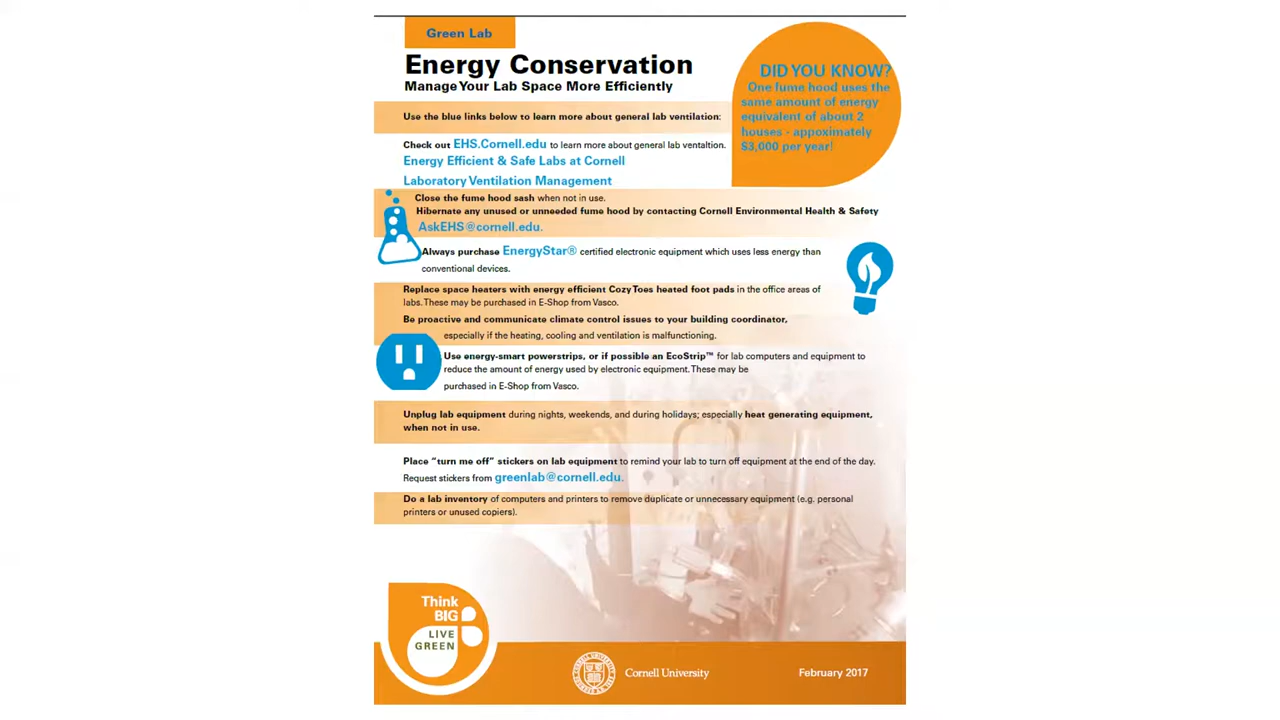 Green Lab
Energy Conservation
Manage Your Lab Space More Efficiently
DID YOU KNOW?
One fume hood uses the
same amount of energy
equivalent of about 2
houses - appoximately
$3,000 per year!
Use the blue links below to learn more about general lab ventilation:
Check out EHS.Cornell.edu to learn more about general lab ventaltion.
Energy Efficient & Safe Labs at Cornell
Laboratory Ventilation Management
Close the fume hood sash when not in use.
Hibernate any unused or unneeded fume hood by contacting Cornell Environmental Health & Safety
AskEHS@cornell.edu.
Always purchase EnergyStar® certified electronic equipment which uses less energy than
conventional devices.
Replace space heaters with energy efficient Cozy Toes heated foot pads in the office areas of
labs. These may be purchased in E-Shop from Vasco.
Be proactive and communicate climate control issues to your building coordinator,
especially if the heating, cooling and ventilation is malfunctioning.
Use energy-smart powerstrips, or if possible an EcoStrip™ for lab computers and equipment to
reduce the amount of energy used by electronic equipment. These may be
purchased in E-Shop from Vasco.
Unplug lab equipment during nights, weekends, and during holidays; especially heat generating equipment,
when not in use.
Place “turn me off” stickers on lab equipment to remind your lab to turn off equipment at the end of the day.
Request stickers from greenlab@cornell.edu.
Do a lab inventory of computers and printers to remove duplicate or unnecessary equipment (e.g. personal
printers or unused copiers).
Think
BIG
LIVE
GREEN
Cornell University
February 2017